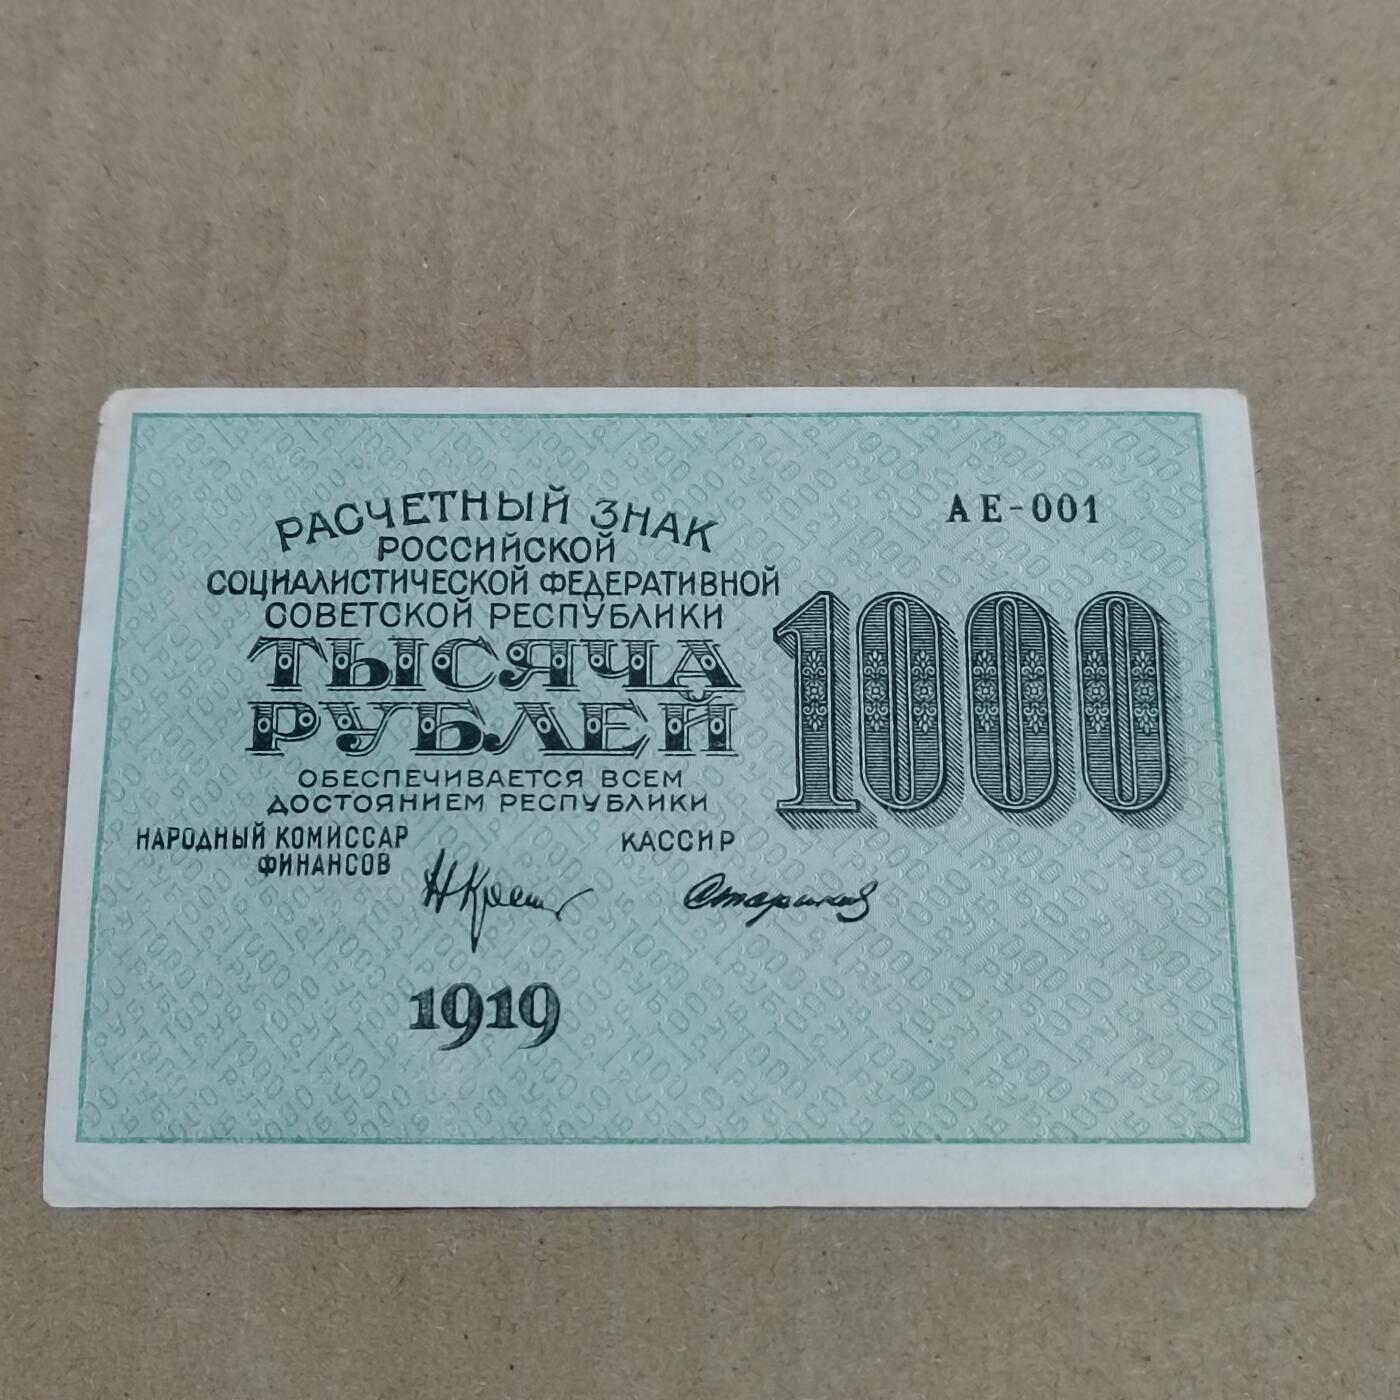 РАСЧЕТНЫЙ ЗНАК
АЕ-001
РОССИЙСКОЙ
СОЦИАЛИСТИЧЕСКОЙ ФЕДЕРАТИВНОЙ
СОВЕТСКОЙ РЕСПУБЛИКИ
ТЫСЯЧА
РУБЛЕЙ
1000
ОБЕСПЕЧИВАЕТСЯ ВСЕМ
ДОСТОЯНИЕМ РЕСПУБЛИКИ
НАРОДНЫЙ КОМИССАР
ФИНАНСОВ
КАССИР
1919